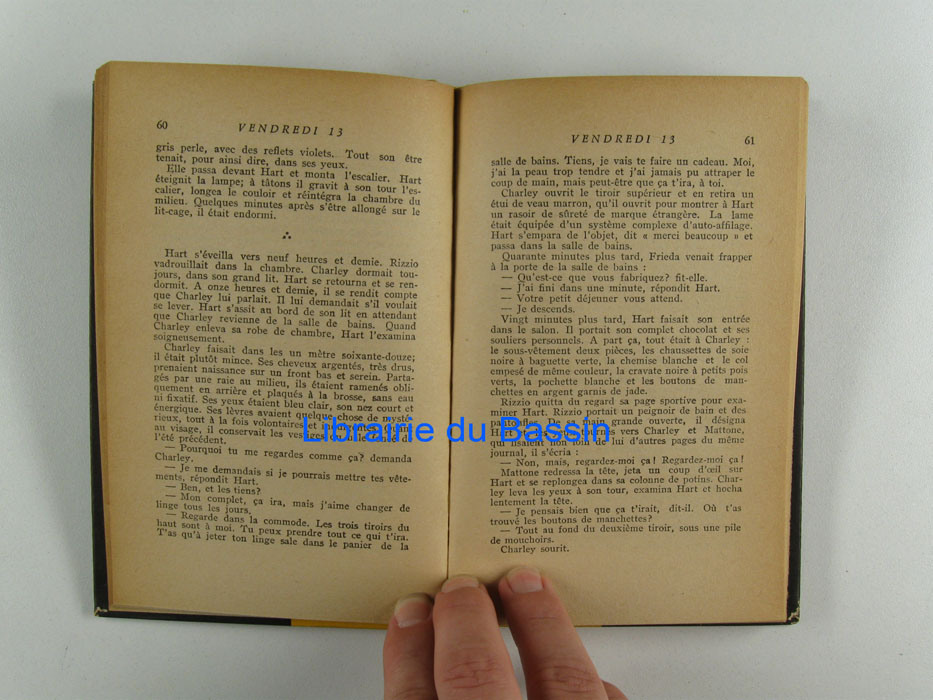 60
VENDREDI 13
gris perle, avec des reflets violets. Tout son être
tenait, pour ainsi dire, dans ses yeux.
Elle passa devant Hart et monta l'escalier. Hart
éteignit la lampe; à tâtons il gravit à son tour l'es-
calier, longea le couloir et réintégra la chambre du
milieu. Quelques minutes après s'être allongé sur le
lit-cage, il était endormi.
Hart s'éveilla vers neuf heures et demie. Rizzio
vadrouillait dans la chambre. Charley dormait tou-
jours, dans son grand lit. Hart se retourna et se ren-
dormit. A onze heures et demie, il se rendit compte
que Charley lui parlait. Il lui demandait s'il voulait
se lever. Hart s'assit au bord de son lit en attendant
que Charley revienne de la salle de bains. Quand
Charley enleva sa robe de chambre, Hart l'examina
soigneusement.
Charley faisait dans les un mètre soixante-douze;
il était plutôt mince. Ses cheveux argentés, très drus,
prenaient naissance sur un front bas et serein. Parta-
gés par une raie au milieu, ils étaient ramenés obli-
quement en arrière et plaqués à la brosse, sans eau
ni fixatif. Ses yeux étaient bleu clair, son nez court et
énergique. Ses lèvres avaient quelque chose de mysté-
rieux, tout à la fois volontaires et
au visage, il conservait les
l'été précédent.
— Pourquoi tu me regardes comme ça? demanda
Charley.
— Je me demandais si je pourrais mettre tes vête-
ments, répondit Hart.
— Ben, et les tiens?
— Mon complet, ça ira, mais j'aime changer de
linge tous les jours.
— Regarde dans la commode. Les trois tiroirs du
haut sont à moi. Tu peux prendre tout ce qui t'ira.
T'as qu'à jeter ton linge sale dans le panier de la
VENDREDI 13
61
salle de bains. Tiens, je vais te faire un cadeau. Moi,
j'ai la peau trop tendre et j'ai jamais pu attraper le
coup de main, mais peut-être que ça t'ira, à toi.
Charley ouvrit le tiroir supérieur et en retira un
étui de veau marron, qu'il ouvrit pour montrer à Hart
un rasoir de sûreté de marque étrangère. La lame
était équipée d'un système complexe d'auto-affilage.
Hart s'empara de l'objet, dit « merci beaucoup » et
passa dans la salle de bains.
Quarante minutes plus tard, Frieda venait frapper
à la porte de la salle de bains :
— Qu'est-ce que vous fabriquez? fit-elle.
— J'ai fini dans une minute, répondit Hart.
— Votre petit déjeuner vous attend.
— Je descends.
Vingt minutes plus tard, Hart faisait son entrée
dans le salon. Il portait son complet chocolat et ses
souliers personnels. A part ça, tout était à Charley :
le sous-vêtement deux pièces, les chaussettes de soie
noire à baguette verte, la chemise blanche et le col
empesé de même couleur, la cravate noire à petits pois
verts, la pochette blanche et les boutons de man-
chettes en argent garnis de jade.
Rizzio quitta du regard sa page sportive pour exa-
miner Hart. Rizzio portait un peignoir de bain et des
main, grande ouverte, il désigna
tournés vers Charley et Mattone,
qui lisaient non loin de lui d'autres pages du même
journal, il s'écria :
— Non, mais, regardez-moi ça! Regardez-moi ça!
Mattone redressa la tête, jeta un coup d'œil sur
Hart et se replongea dans sa colonne de potins. Char-
ley leva les yeux à son tour, examina Hart et hocha
lentement la tête.
— Je pensais bien que ça t'irait, dit-il. Où t'as
trouvé les boutons de manchettes?
— Tout au fond du deuxième tiroir, sous une pile
de mouchoirs.
Charley sourit.
Librairie du Bassin